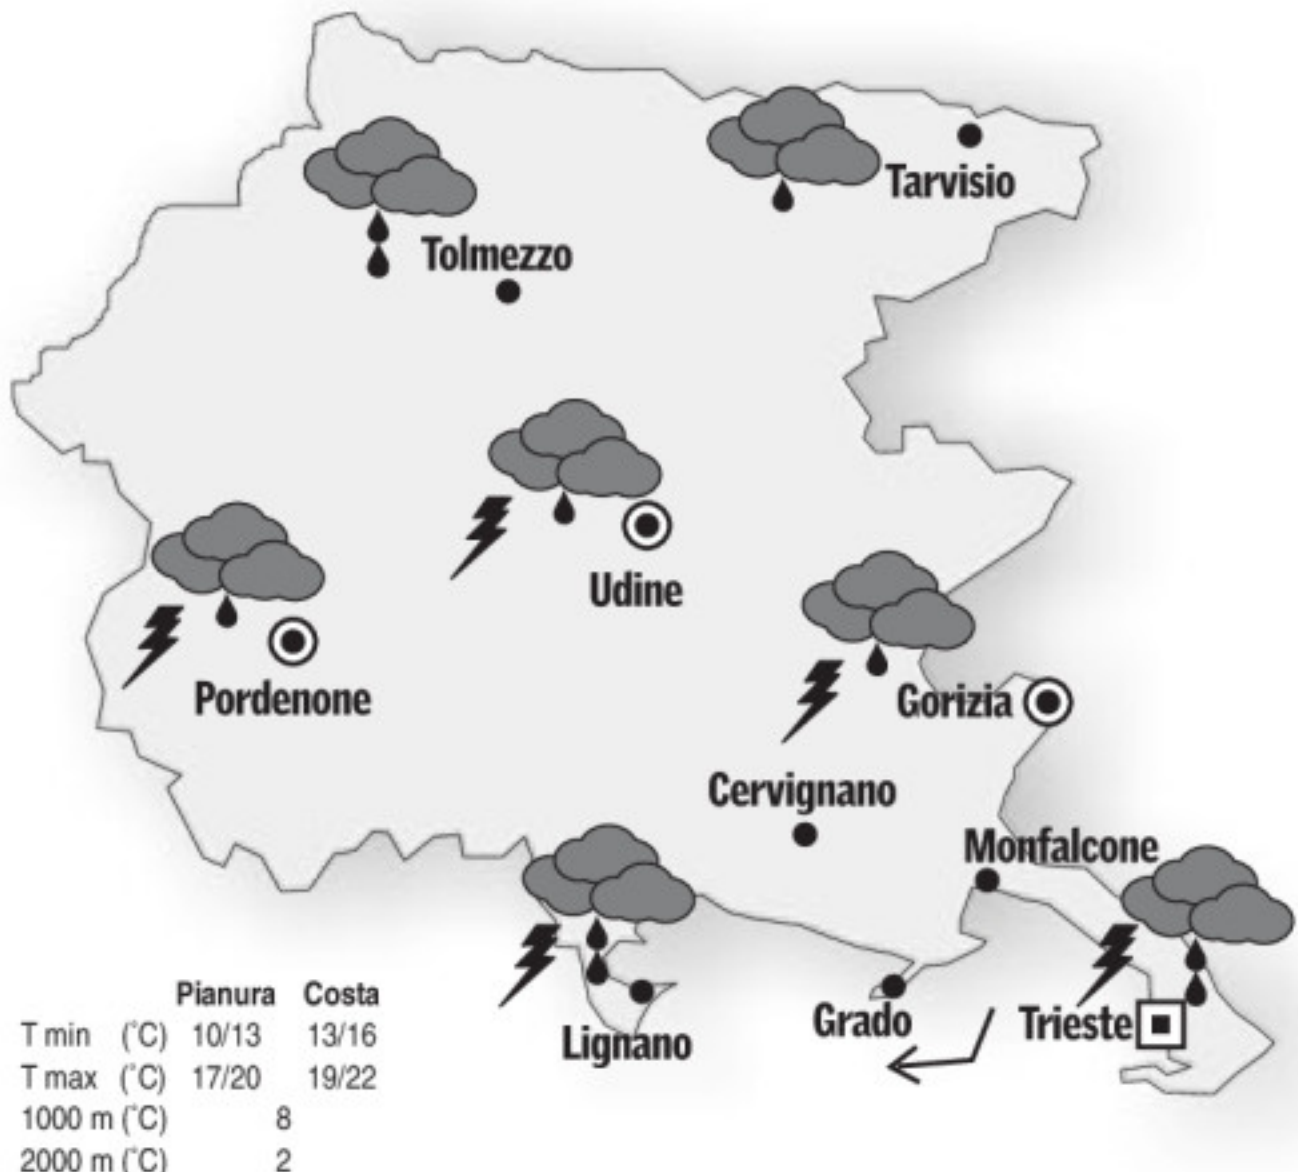 Tarvisio
Tolmezzo
Udine
Pordenone
Gorizia
Cervignano
Monfalcone
Grado
Trieste
Lignano
Pianura Costa
T min (°C) 10/13 13/16
T max (°C) 17/20 19/22
1000 m (°C) 8
2000 m (°C) 2